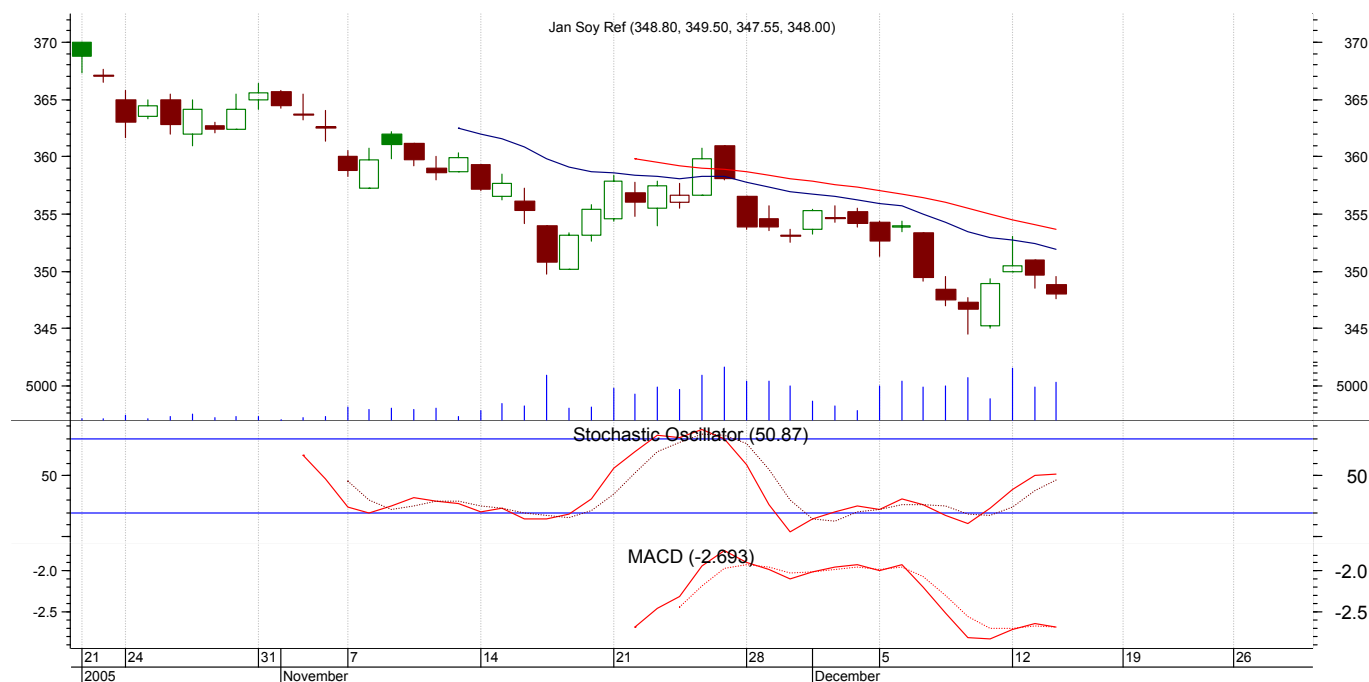 Jan Soy Ref (348.80, 349.50, 347.55, 348.00)
370 370
365 365
360 360
355 355
350 350
345 345
5000 5000
Stochastic Oscillator (50.87)
50 50
MACD (-2.693)
-2.0 -2.0
-2.5 -2.5
21 24 31 7 14 21 28 5 12 19 26
2005 November December